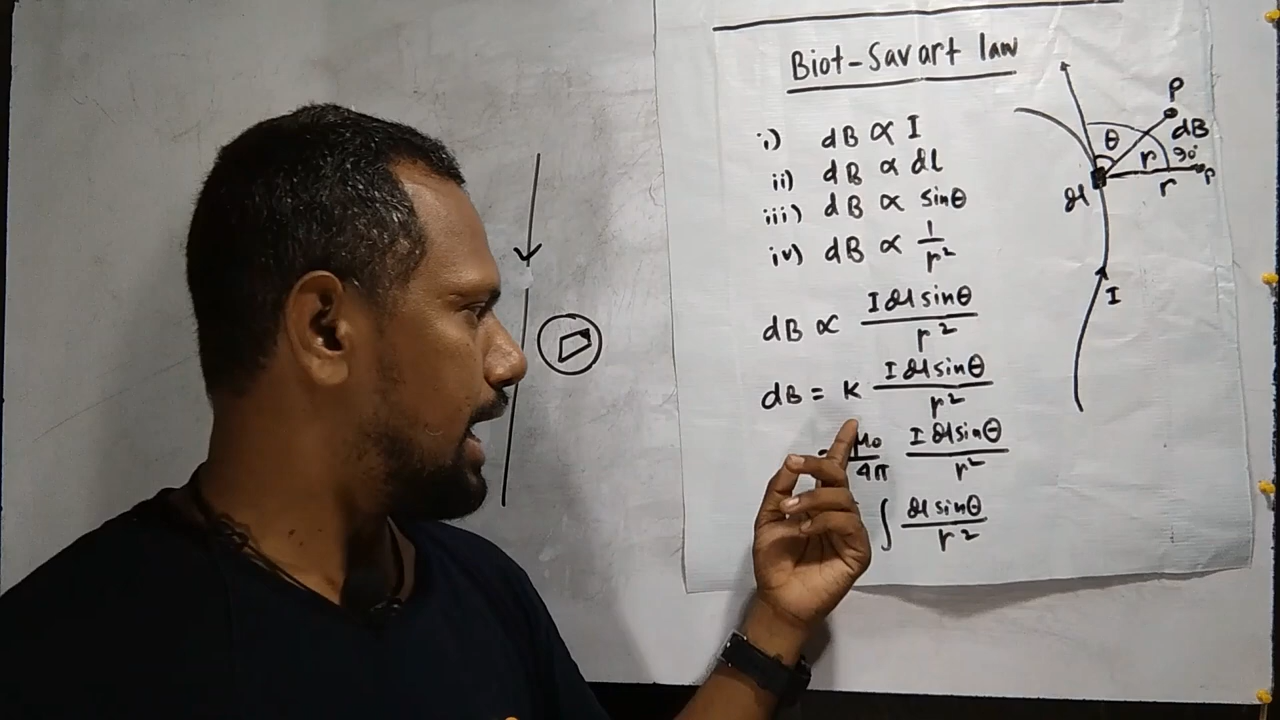 Biot-Savart law
i) dB ∝ I
ii) dB ∝ dl
iii) dB ∝ sinθ
iv) dB ∝ 1/r²
dB ∝ I dl sinθ / r²
dB = K I dl sinθ / r²
= μ₀/4π I dl sinθ / r²
∫ dl sinθ / r²
P
dB
θ
r
90°
P
r
dl
I